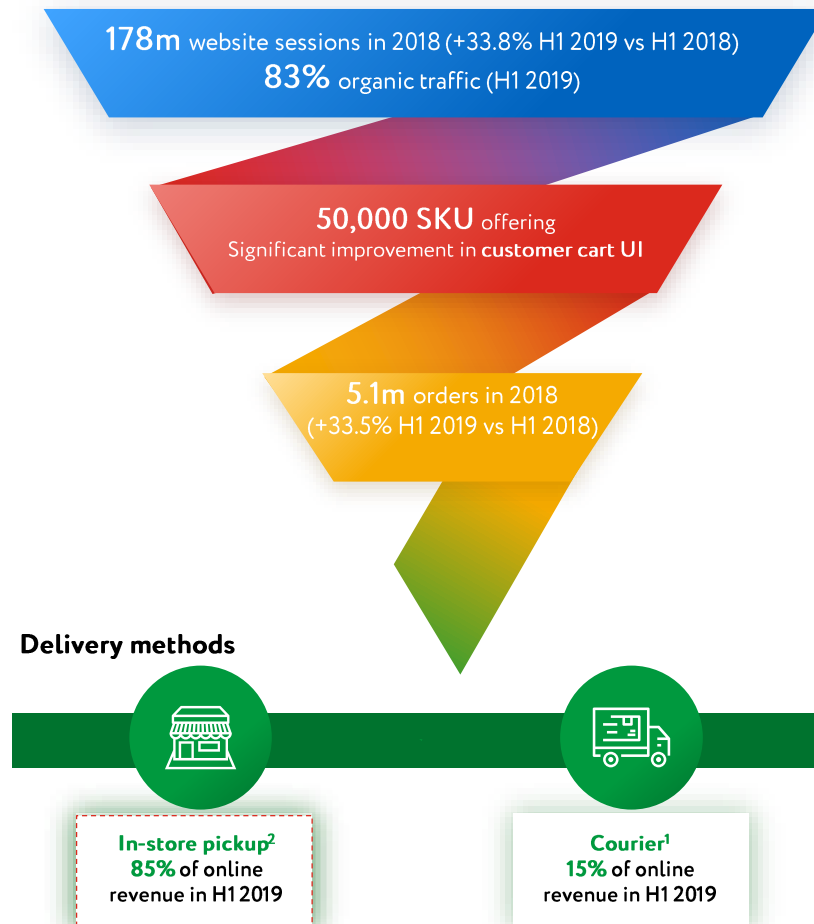 178m website sessions in 2018 (+33.8% H1 2019 vs H1 2018)
83% organic traffic (H1 2019)
50,000 SKU offering
Significant improvement in customer cart UI
5.1m orders in 2018
(+33.5% H1 2019 vs H1 2018)
Delivery methods
In-store pickup²
85% of online
revenue in H1 2019
Courier¹
15% of online
revenue in H1 2019